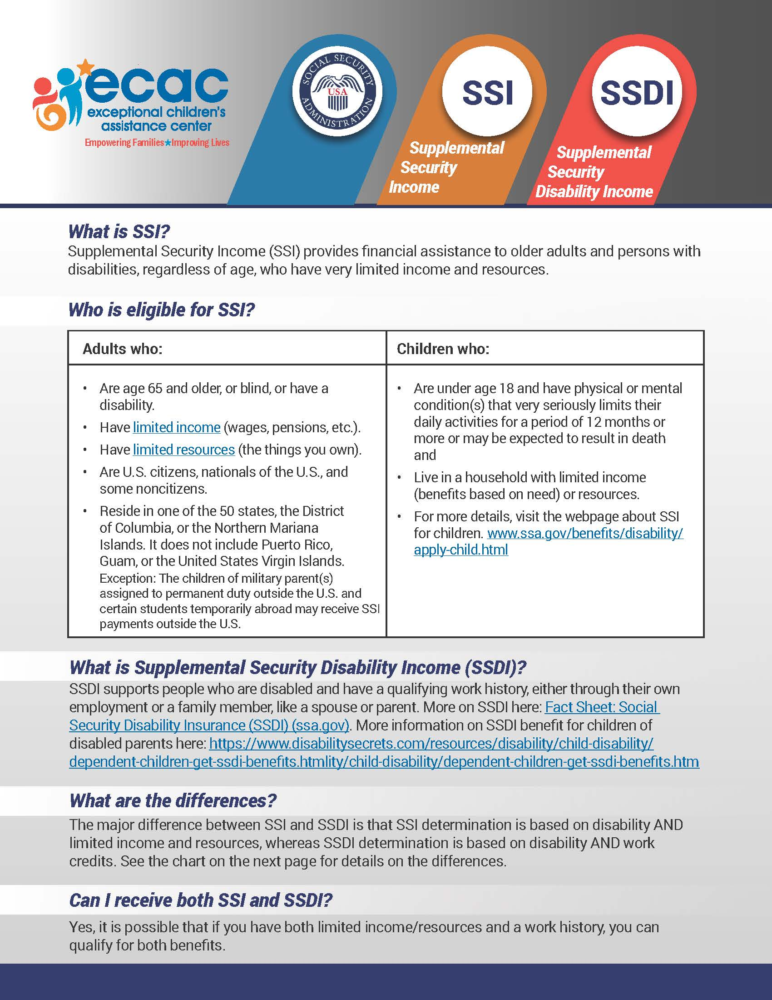 ecac
exceptional children's
assistance center
Empowering Families★Improving Lives
SOCIAL SECURITY ADMINISTRATION
USA
SSI
Supplemental
Security
Income
SSDI
Supplemental
Security
Disability Income
What is SSI?
Supplemental Security Income (SSI) provides financial assistance to older adults and persons with
disabilities, regardless of age, who have very limited income and resources.
Who is eligible for SSI?
Adults who:
• Are age 65 and older, or blind, or have a
disability.
• Have limited income (wages, pensions, etc.).
• Have limited resources (the things you own).
• Are U.S. citizens, nationals of the U.S., and
some noncitizens.
• Reside in one of the 50 states, the District
of Columbia, or the Northern Mariana
Islands. It does not include Puerto Rico,
Guam, or the United States Virgin Islands.
Exception: The children of military parent(s)
assigned to permanent duty outside the U.S. and
certain students temporarily abroad may receive SSI
payments outside the U.S.
Children who:
• Are under age 18 and have physical or mental
condition(s) that very seriously limits their
daily activities for a period of 12 months or
more or may be expected to result in death
and
• Live in a household with limited income
(benefits based on need) or resources.
• For more details, visit the webpage about SSI
for children. www.ssa.gov/benefits/disability/
apply-child.html
What is Supplemental Security Disability Income (SSDI)?
SSDI supports people who are disabled and have a qualifying work history, either through their own
employment or a family member, like a spouse or parent. More on SSDI here: Fact Sheet: Social
Security Disability Insurance (SSDI) (ssa.gov). More information on SSDI benefit for children of
disabled parents here: https://www.disabilitysecrets.com/resources/disability/child-disability/
dependent-children-get-ssdi-benefits.htmlity/child-disability/dependent-children-get-ssdi-benefits.htm
What are the differences?
The major difference between SSI and SSDI is that SSI determination is based on disability AND
limited income and resources, whereas SSDI determination is based on disability AND work
credits. See the chart on the next page for details on the differences.
Can I receive both SSI and SSDI?
Yes, it is possible that if you have both limited income/resources and a work history, you can
qualify for both benefits.